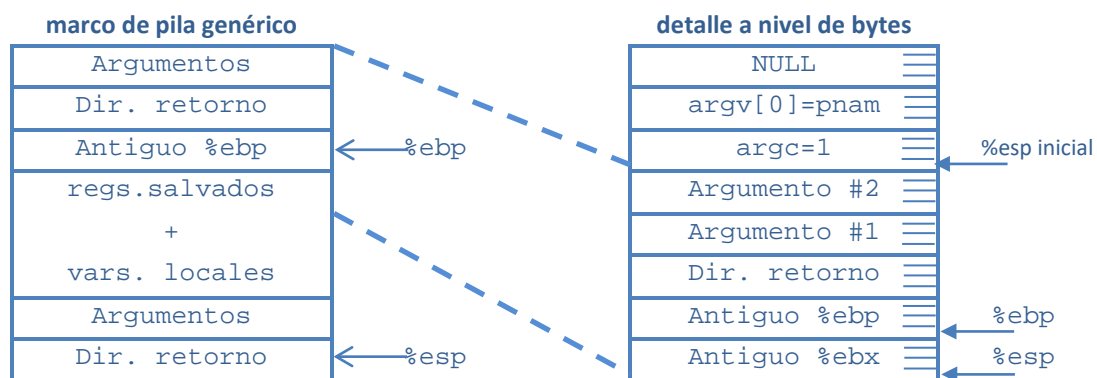 marco de pila genérico
Argumentos
Dir. retorno
Antiguo %ebp
%ebp
regs.salvados
+
vars. locales
Argumentos
Dir. retorno
%esp
detalle a nivel de bytes
NULL
argv[0]=pnam
argc=1
%esp inicial
Argumento #2
Argumento #1
Dir. retorno
Antiguo %ebp
%ebp
Antiguo %ebx
%esp